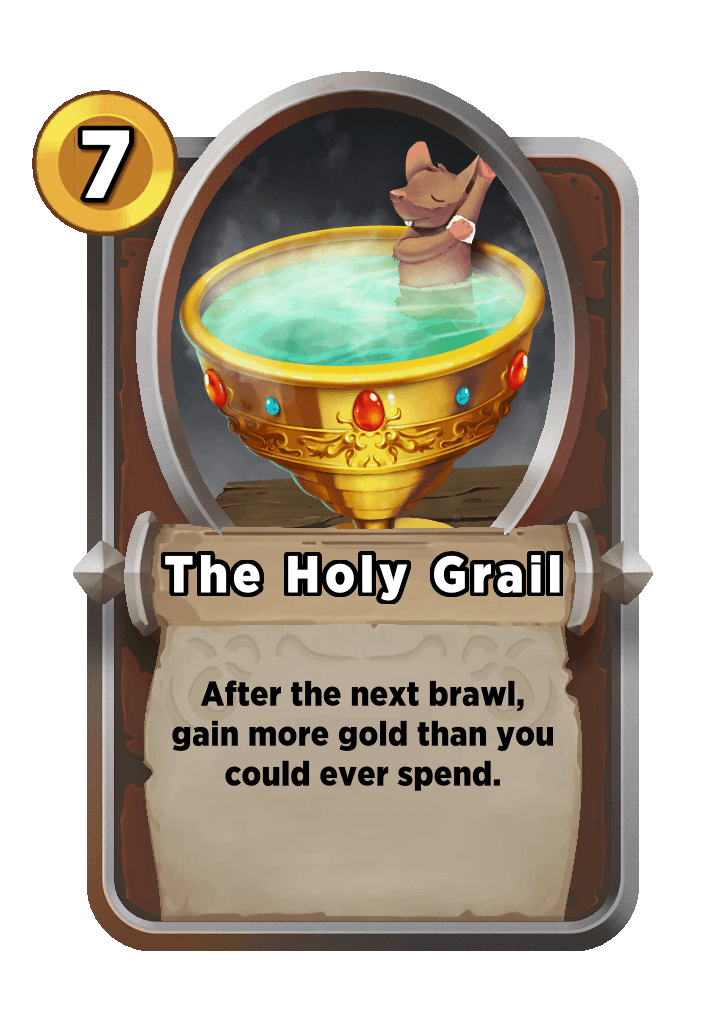 7
The Holy Grail
After the next brawl,
gain more gold than you
could ever spend.